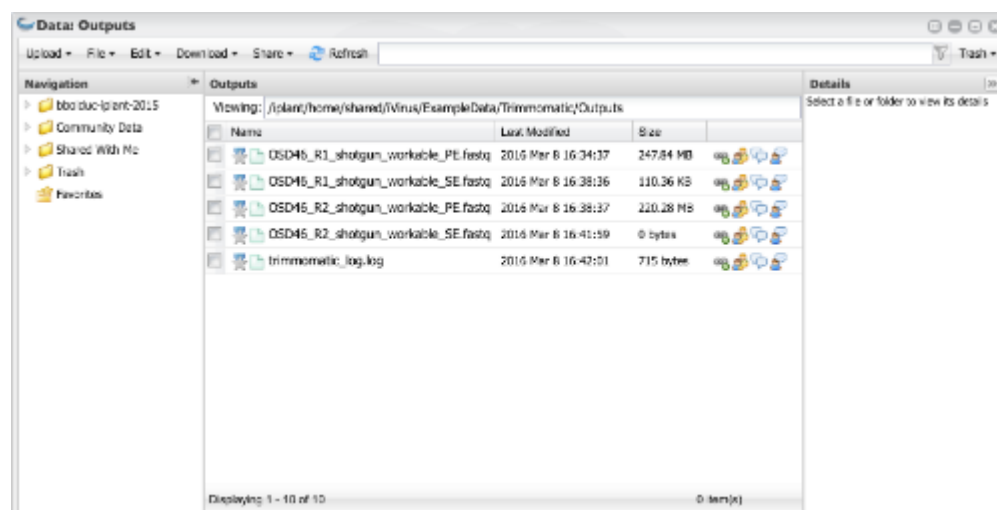 Data: Outputs
Upload File Edit Download Share Refresh Trash
Navigation
bbolduc-iplant-2015
Community Data
Shared With Me
Trash
Favorites
Outputs
Viewing: /iplant/home/shared/iVirus/ExampleData/Trimmomatic/Outputs
Name Last Modified Size
OSD46_R1_shotgun_workable_PE.fastq 2016 Mar 8 16:34:37 247.84 MB
OSD46_R1_shotgun_workable_SE.fastq 2016 Mar 8 16:38:36 110.36 KB
OSD46_R2_shotgun_workable_PE.fastq 2016 Mar 8 16:38:37 220.28 MB
OSD46_R2_shotgun_workable_SE.fastq 2016 Mar 8 16:41:59 0 bytes
trimmomatic_log.log 2016 Mar 8 16:42:01 715 bytes
Displaying 1 - 10 of 10 0 item(s)
Details
Select a file or folder to view its details